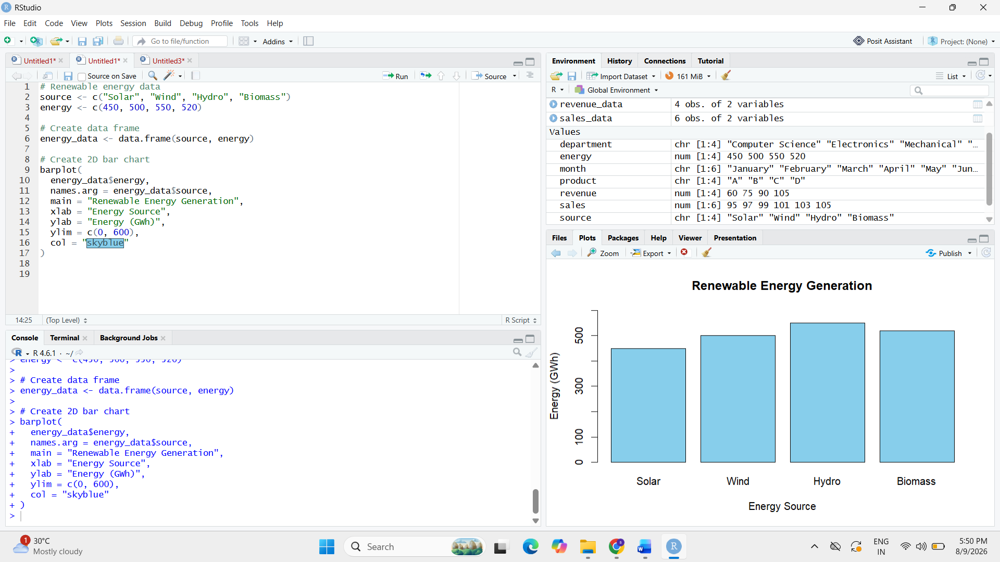 RStudio
File Edit Code View Plots Session Build Debug Profile Tools Help
Go to file/function Addins Posit Assistant Project: (None)
Untitled1* Untitled1* Untitled3*
Source on Save Run Source
1 # Renewable energy data
2 source <- c("Solar", "Wind", "Hydro", "Biomass")
3 energy <- c(450, 500, 550, 520)
4
5 # Create data frame
6 energy_data <- data.frame(source, energy)
7
8 # Create 2D bar chart
9 barplot(
10 energy_data$energy,
11 names.arg = energy_data$source,
12 main = "Renewable Energy Generation",
13 xlab = "Energy Source",
14 ylab = "Energy (GWh)",
15 ylim = c(0, 600),
16 col = "skyblue"
17 )
18
19
14:25 (Top Level) R Script
Console Terminal Background Jobs
R 4.6.1 · ~/
> energy <- c(450, 500, 550, 520)
>
> # Create data frame
> energy_data <- data.frame(source, energy)
>
> # Create 2D bar chart
> barplot(
+ energy_data$energy,
+ names.arg = energy_data$source,
+ main = "Renewable Energy Generation",
+ xlab = "Energy Source",
+ ylab = "Energy (GWh)",
+ ylim = c(0, 600),
+ col = "skyblue"
+ )
>
Environment History Connections Tutorial
Import Dataset 161 MiB List
R Global Environment
revenue_data 4 obs. of 2 variables
sales_data 6 obs. of 2 variables
Values
department chr [1:4] "Computer Science" "Electronics" "Mechanical" "…
energy num [1:4] 450 500 550 520
month chr [1:6] "January" "February" "March" "April" "May" "Jun…
product chr [1:4] "A" "B" "C" "D"
revenue num [1:4] 60 75 90 105
sales num [1:6] 95 97 99 101 103 105
source chr [1:4] "Solar" "Wind" "Hydro" "Biomass"
Files Plots Packages Help Viewer Presentation
Zoom Export Publish
Renewable Energy Generation
Energy (GWh)
500
300
100
0
Solar Wind Hydro Biomass
Energy Source
1
30°C
Mostly cloudy
Search
ENG
IN
5:50 PM
8/9/2026